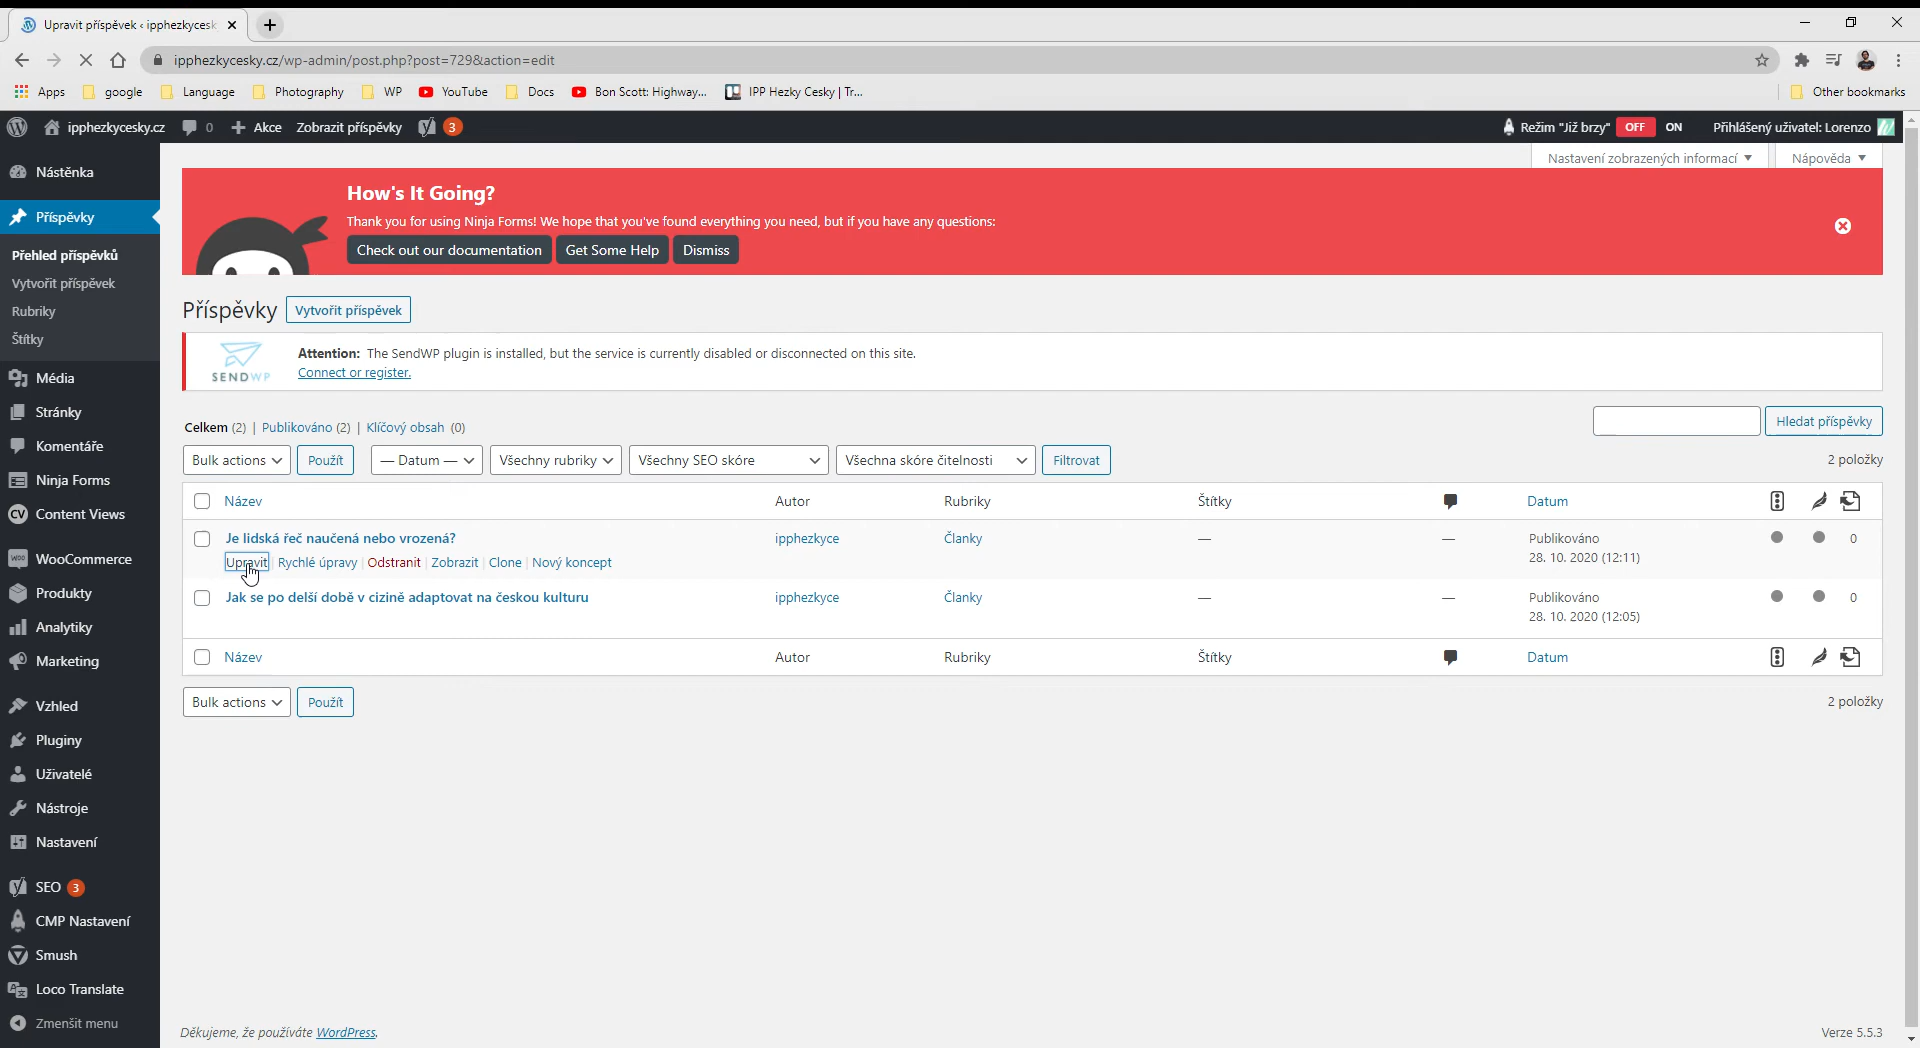 Upravit příspěvek ‹ ipphezkycesk
ipphezkycesky.cz/wp-admin/post.php?post=729&action=edit
Apps google Language Photography WP YouTube Docs Bon Scott: Highway... IPP Hezky Cesky | Tr... Other bookmarks
ipphezkycesky.cz 0 Akce Zobrazit příspěvky 3 Režim "Již brzy" OFF ON Přihlášený uživatel: Lorenzo
Nastavení zobrazených informací Nápověda
Nástěnka
Příspěvky
Přehled příspěvků
Vytvořit příspěvek
Rubriky
Štítky
Média
Stránky
Komentáře
Ninja Forms
CV Content Views
Woo WooCommerce
Produkty
Analytiky
Marketing
Vzhled
Pluginy
Uživatelé
Nástroje
Nastavení
SEO 3
CMP Nastavení
Smush
Loco Translate
Zmenšit menu
How's It Going?
Thank you for using Ninja Forms! We hope that you've found everything you need, but if you have any questions:
Check out our documentation Get Some Help Dismiss
Příspěvky Vytvořit příspěvek
SENDWP
Attention: The SendWP plugin is installed, but the service is currently disabled or disconnected on this site.
Connect or register.
Celkem (2) | Publikováno (2) | Klíčový obsah (0)
Hledat příspěvky
Bulk actions Použít — Datum — Všechny rubriky Všechny SEO skóre Všechna skóre čitelnosti Filtrovat 2 položky
Název Autor Rubriky Štítky Datum
Je lidská řeč naučená nebo vrozená? ipphezkyce Články — — Publikováno 0
28. 10. 2020 (12:11)
Upravit Rychlé úpravy Odstranit Zobrazit Clone Nový koncept
Jak se po delší době v cizině adaptovat na českou kulturu ipphezkyce Články — — Publikováno 0
28. 10. 2020 (12:05)
Název Autor Rubriky Štítky Datum
Bulk actions Použít 2 položky
Děkujeme, že používáte WordPress. Verze 5.5.3